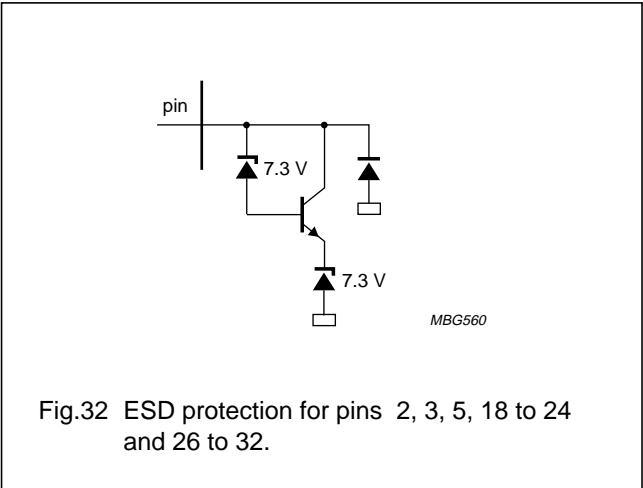 pin
7.3 V
7.3 V
MBG560
Fig.32 ESD protection for pins 2, 3, 5, 18 to 24
and 26 to 32.